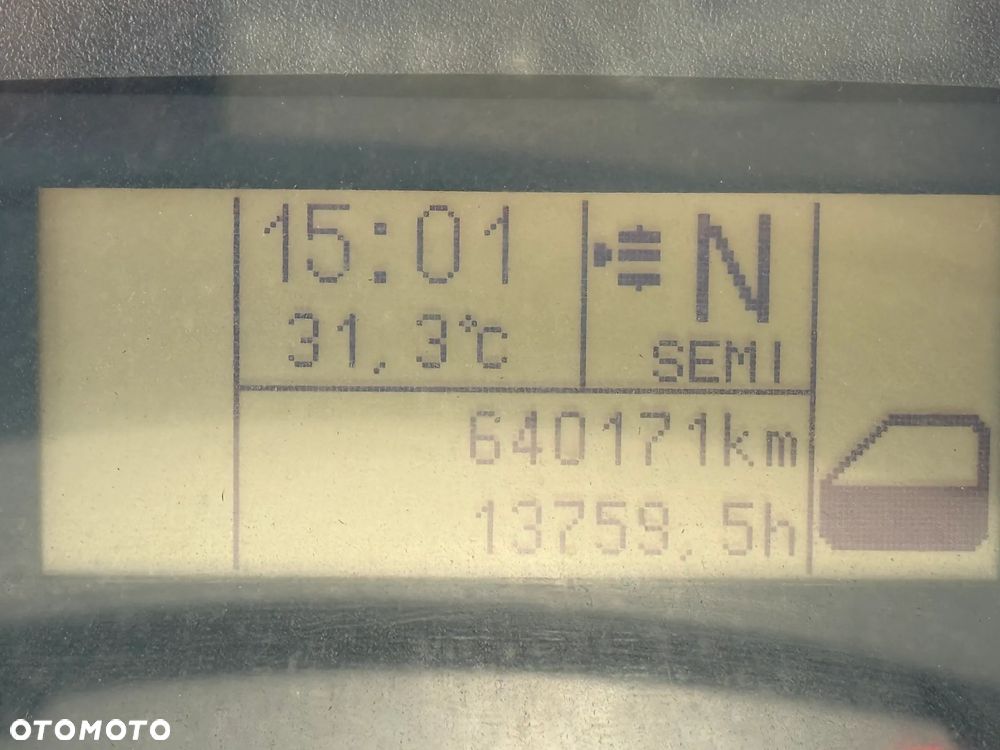 15:01
N
31,3°C
SEMI
640171km
13759,5h
OTOMOTO